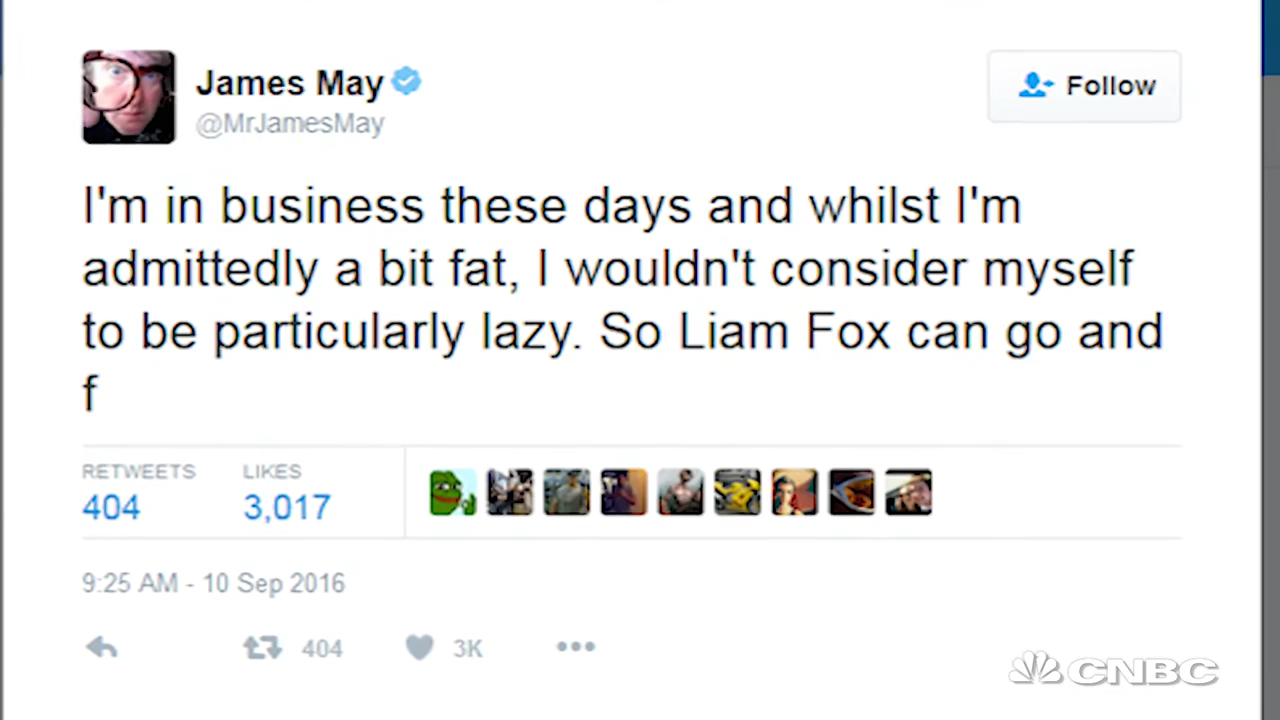 James May
@MrJamesMay
Follow
I'm in business these days and whilst I'm
admittedly a bit fat, I wouldn't consider myself
to be particularly lazy. So Liam Fox can go and
f
RETWEETS LIKES
404 3,017
9:25 AM - 10 Sep 2016
404 3K
CNBC